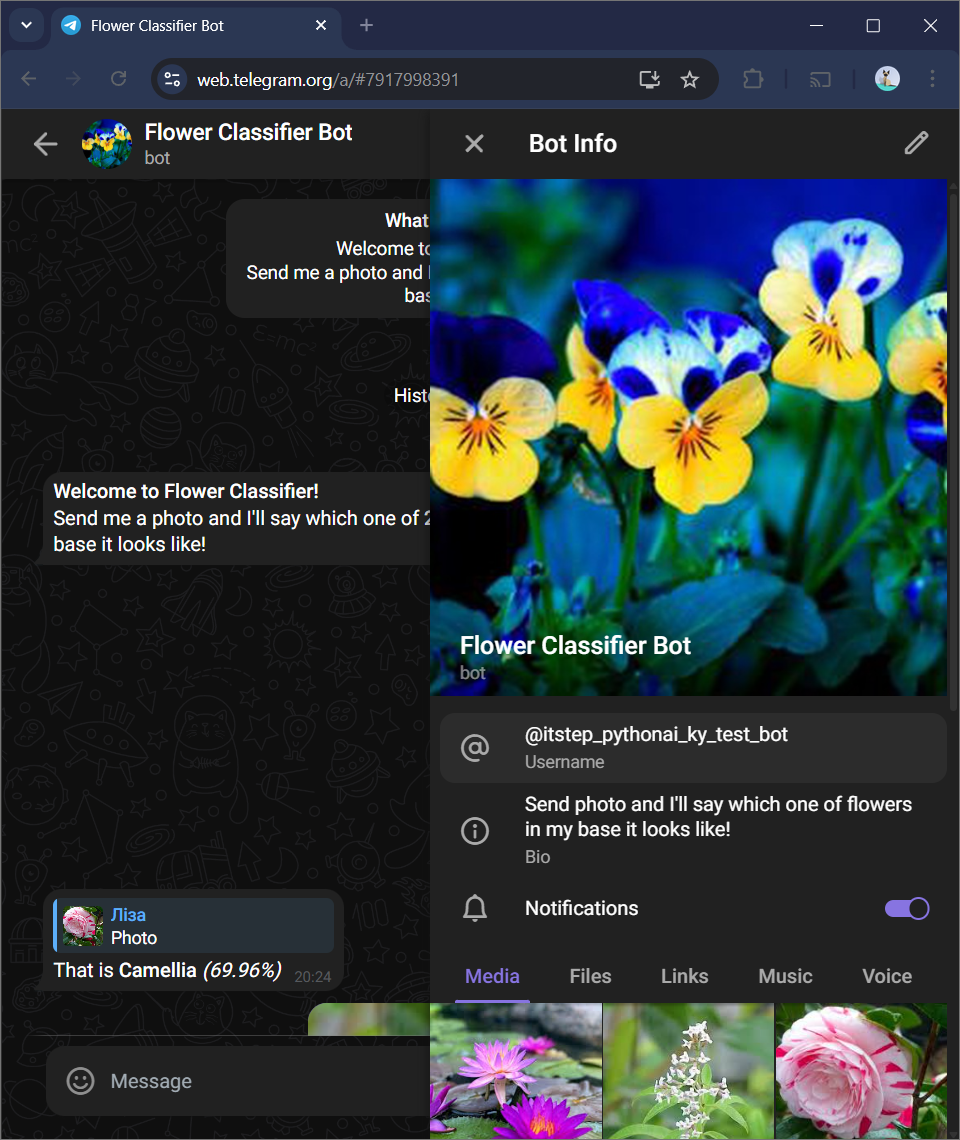 Flower Classifier Bot
web.telegram.org/a/#7917998391
Flower Classifier Bot
bot
What
Welcome to
Send me a photo and
Welcome to Flower Classifier!
Send me a photo and I'll say which one of 2
base it looks like!
Ліза
Photo
That is Camellia (69.96%) 20:24
Message
Bot Info
Flower Classifier Bot
bot
@itstep_pythonai_ky_test_bot
Username
Send photo and I'll say which one of flowers
in my base it looks like!
Bio
Notifications
Media Files Links Music Voice